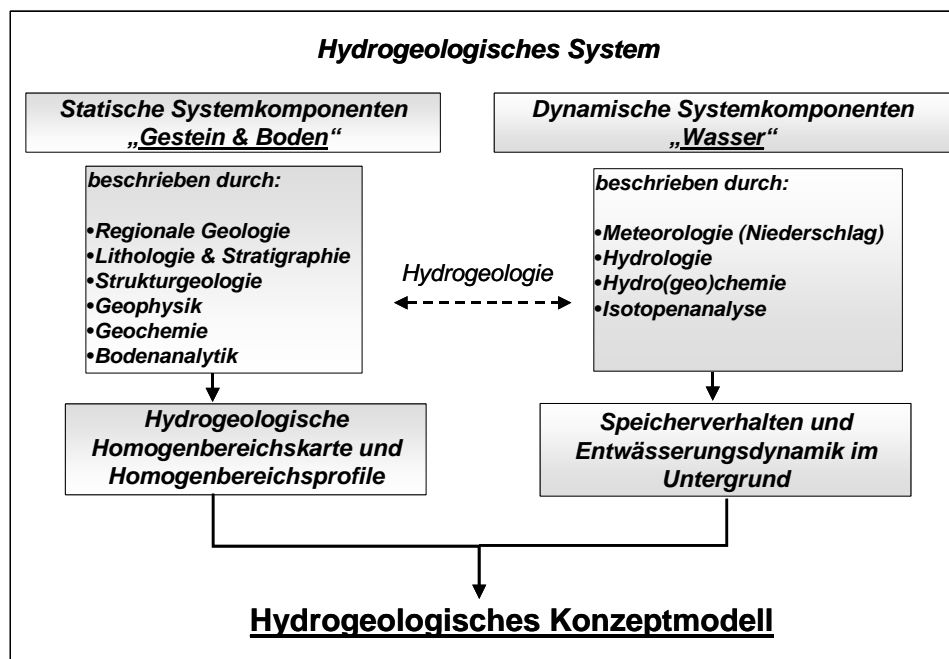 Hydrogeologisches System
Statische Systemkomponenten
„Gestein & Boden“
beschrieben durch:
•Regionale Geologie
•Lithologie & Stratigraphie
•Strukturgeologie
•Geophysik
•Geochemie
•Bodenanalytik
Hydrogeologische
Homogenbereichskarte und
Homogenbereichsprofile
Hydrogeologie
Dynamische Systemkomponenten
„Wasser“
beschrieben durch:
•Meteorologie (Niederschlag)
•Hydrologie
•Hydro(geo)chemie
•Isotopenanalyse
Speicherverhalten und
Entwässerungsdynamik im
Untergrund
Hydrogeologisches Konzeptmodell